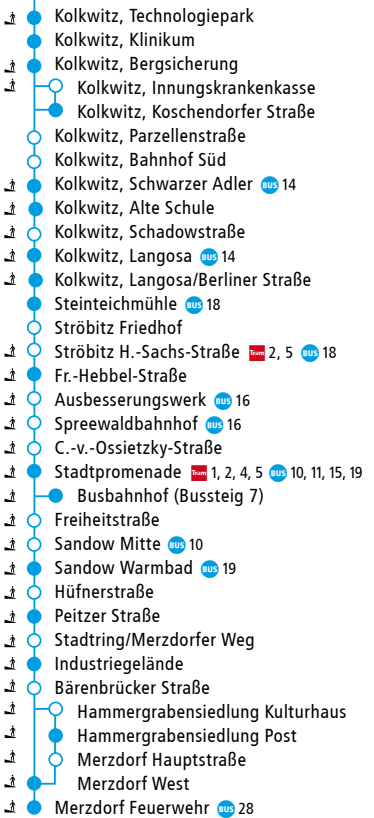 Kolkwitz, Technologiepark
Kolkwitz, Klinikum
Kolkwitz, Bergsicherung
Kolkwitz, Innungskrankenkasse
Kolkwitz, Koschendorfer Straße
Kolkwitz, Parzellenstraße
Kolkwitz, Bahnhof Süd
Kolkwitz, Schwarzer Adler BUS 14
Kolkwitz, Alte Schule
Kolkwitz, Schadowstraße
Kolkwitz, Langosa BUS 14
Kolkwitz, Langosa/Berliner Straße
Steinteichmühle BUS 18
Ströbitz Friedhof
Ströbitz H.-Sachs-Straße Tram 2, 5 BUS 18
Fr.-Hebbel-Straße
Ausbesserungswerk BUS 16
Spreewaldbahnhof BUS 16
C.-v.-Ossietzky-Straße
Stadtpromenade Tram 1, 2, 4, 5 BUS 10, 11, 15, 19
Busbahnhof (Bussteig 7)
Freiheitstraße
Sandow Mitte BUS 10
Sandow Warmbad BUS 19
Hüfnerstraße
Peitzer Straße
Stadtring/Merzdorfer Weg
Industriegelände
Bärenbrücker Straße
Hammergrabensiedlung Kulturhaus
Hammergrabensiedlung Post
Merzdorf Hauptstraße
Merzdorf West
Merzdorf Feuerwehr BUS 28